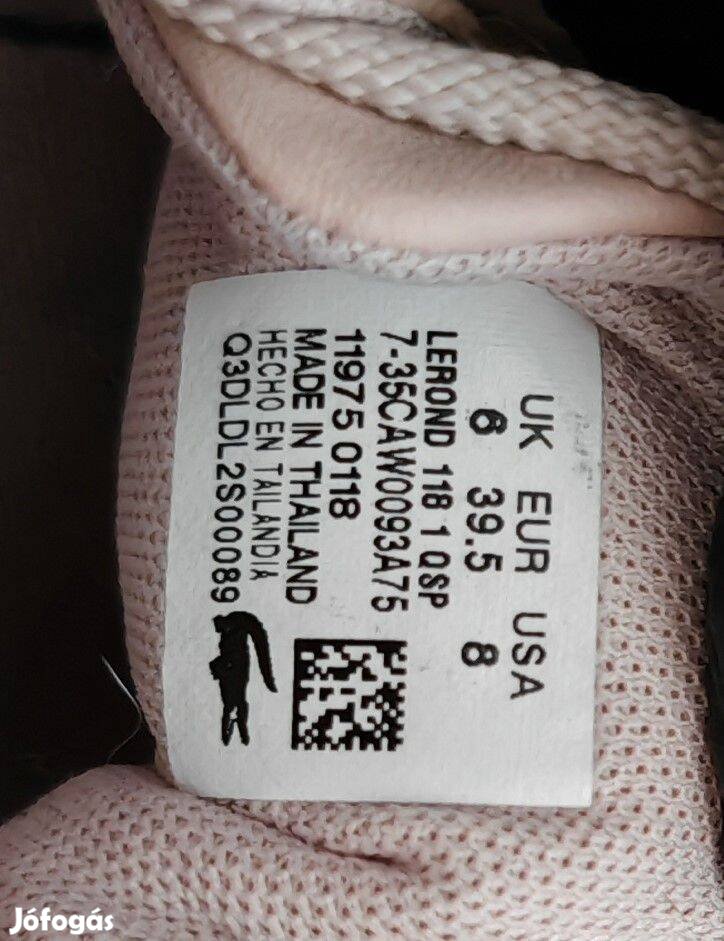 UK EUR USA
6 39.5 8
LEROND 118 1 QSP
7-35CAW0093A75
11975 0118
MADE IN THAILAND
HECHO EN TAILANDIA
Q3DLDL2S00089
Jófogás